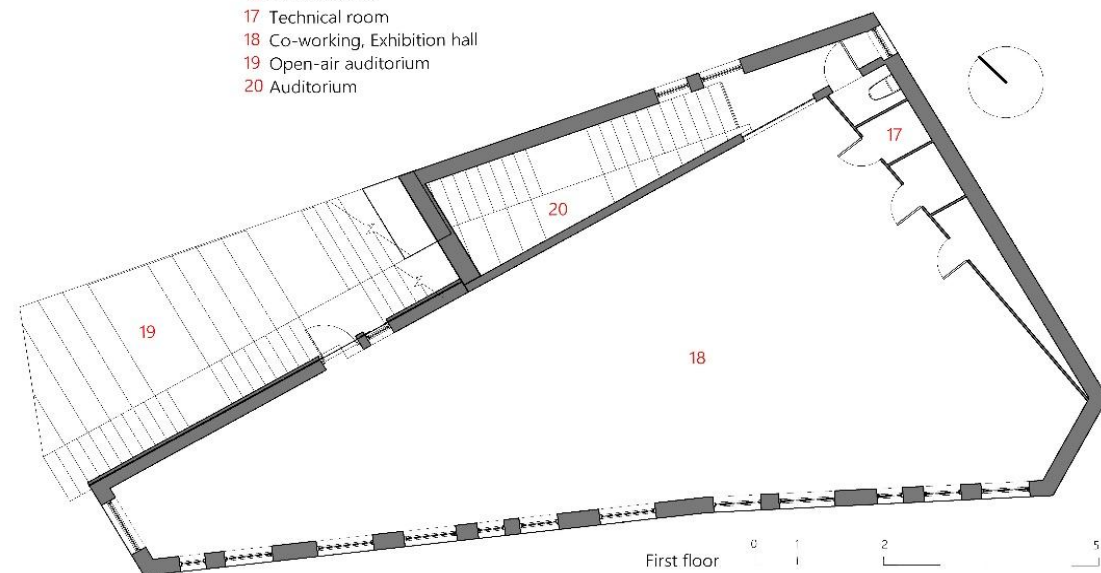 17 Technical room
18 Co-working, Exhibition hall
19 Open-air auditorium
20 Auditorium
17
20
19
18
First floor
0 1 2 5